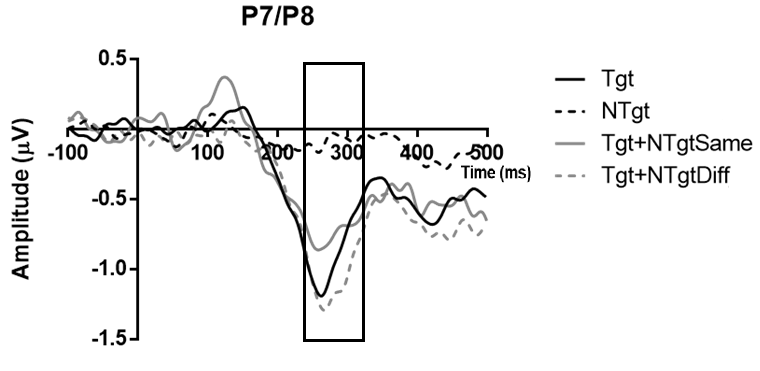 P7/P8
0.5
-100 100 200 300 400 500
Time (ms)
-0.5
-1.0
-1.5
Amplitude (μV)
Tgt
NTgt
Tgt+NTgtSame
Tgt+NTgtDiff